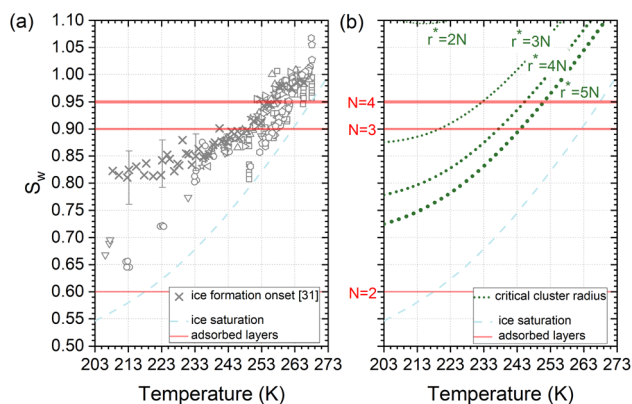 (a)
1.10
1.05
1.00
0.95
0.90
0.85
0.80
0.75
0.70
0.65
0.60
0.55
0.50
S_w
ice formation onset [31]
ice saturation
adsorbed layers
203 213 223 233 243 253 263 273
Temperature (K)
(b)
r*=2N
r*=3N
r*=4N
r*=5N
N=4
N=3
N=2
critical cluster radius
ice saturation
adsorbed layers
203 213 223 233 243 253 263 273
Temperature (K)